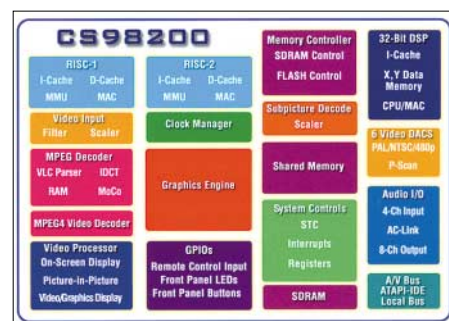 CS98200
RISC-1
I-Cache D-Cache
MMU MAC
RISC-2
I-Cache D-Cache
MMU MAC
Memory Controller
SDRAM Control
FLASH Control
32-Bit DSP
I-Cache
X,Y Data
Memory
CPU/MAC
Video Input
Filter Scaler
Clock Manager
Subpicture Decode
Scaler
6 Video DACS
PAL/NTSC/480p
P-Scan
MPEG Decoder
VLC Parser IDCT
RAM MoCo
Graphics Engine
Shared Memory
Audio I/O
4-Ch Input
AC-Link
8-Ch Output
MPEG4 Video Decoder
System Controls
STC
Interrupts
Registers
Video Processor
On-Screen Display
Picture-in-Picture
Video/Graphics Display
GPIOs
Remote Control Input
Front Panel LEDs
Front Panel Buttons
SDRAM
A/V Bus
ATAPI-IDE
Local Bus